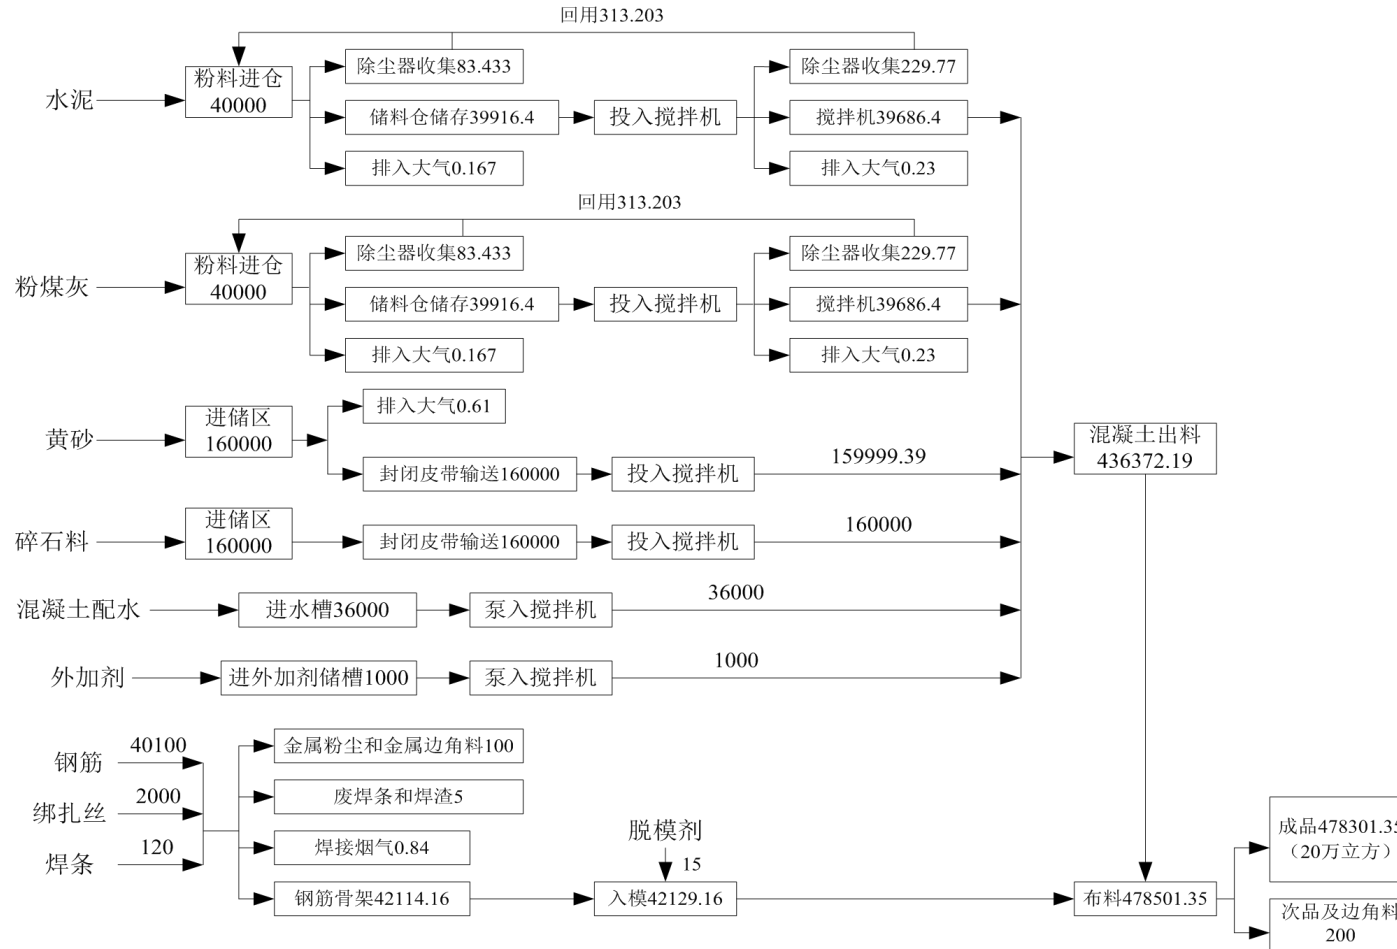 回用313.203
水泥
粉料进仓
40000
除尘器收集83.433
储料仓储存39916.4
排入大气0.167
投入搅拌机
除尘器收集229.77
搅拌机39686.4
排入大气0.23
回用313.203
粉煤灰
粉料进仓
40000
除尘器收集83.433
储料仓储存39916.4
排入大气0.167
投入搅拌机
除尘器收集229.77
搅拌机39686.4
排入大气0.23
黄砂
进储区
160000
排入大气0.61
封闭皮带输送160000
投入搅拌机
159999.39
混凝土出料
436372.19
碎石料
进储区
160000
封闭皮带输送160000
投入搅拌机
160000
混凝土配水
进水槽36000
泵入搅拌机
36000
外加剂
进外加剂储槽1000
泵入搅拌机
1000
钢筋
40100
绑扎丝
2000
焊条
120
金属粉尘和金属边角料100
废焊条和焊渣5
焊接烟气0.84
钢筋骨架42114.16
脱模剂
15
入模42129.16
布料478501.35
成品478301.35
（20万立方）
次品及边角料
200